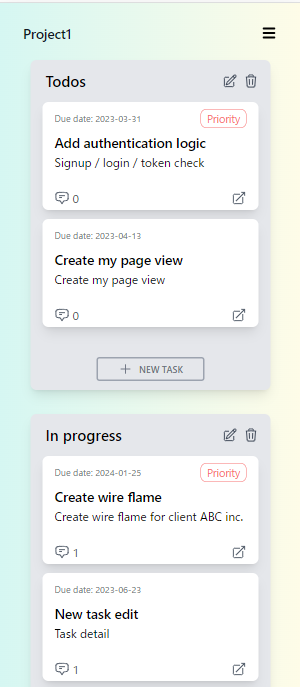 Project1
Todos
Due date: 2023-03-31
Priority
Add authentication logic
Signup / login / token check
0
Due date: 2023-04-13
Create my page view
Create my page view
0
NEW TASK
In progress
Due date: 2024-01-25
Priority
Create wire flame
Create wire flame for client ABC inc.
1
Due date: 2023-06-23
New task edit
Task detail
1